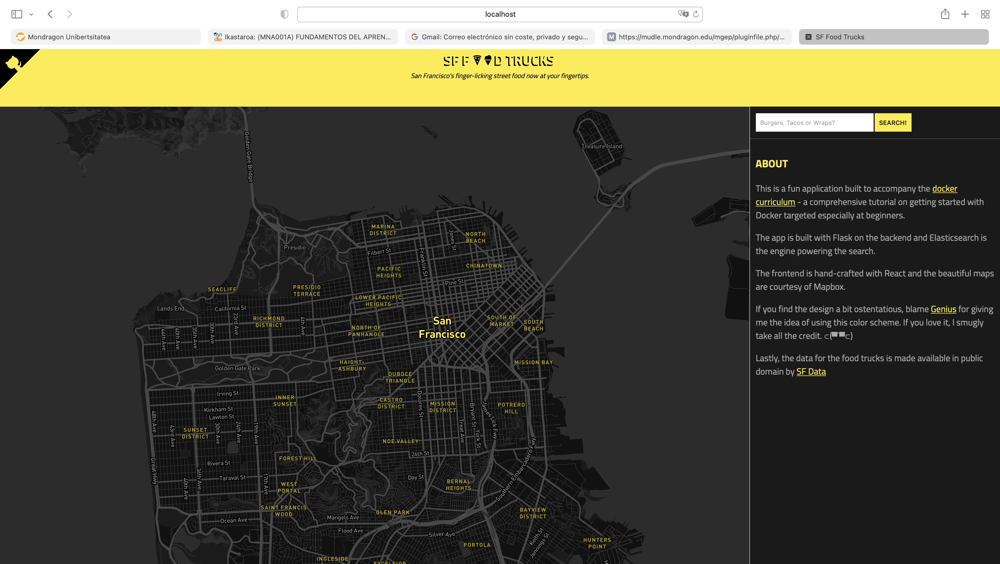 localhost
Mondragon Unibertsitatea
Ikastaroa: (MNA001A) FUNDAMENTOS DEL APREN...
Gmail: Correo electrónico sin coste, privado y segu...
M https://mudle.mondragon.edu/mgep/pluginfile.php/...
SF Food Trucks
SF F D TRUCKS
San Francisco's finger-licking street food now at your fingertips.
Burgers, Tacos or Wraps?
SEARCH!
ABOUT
This is a fun application built to accompany the docker
curriculum - a comprehensive tutorial on getting started with
Docker targeted especially at beginners.
The app is built with Flask on the backend and Elasticsearch is
the engine powering the search.
The frontend is hand-crafted with React and the beautiful maps
are courtesy of Mapbox.
If you find the design a bit ostentatious, blame Genius for giving
me the idea of using this color scheme. If you love it, I smugly
take all the credit. ⊂(▀¯▀⊂)
Lastly, the data for the food trucks is made available in public
domain by SF Data
Golden Gate Bridge
Treasure Island
MARINA
DISTRICT
NORTH
BEACH
Jones St
Presidio
Filbert St
Franklin St
CHINATOWN
PACIFIC
HEIGHTS
Pine St
SEACLIFF
PRESIDIO
TERRACE
LOWER PACIFIC
HEIGHTS
Lands End
California St
23rd Ave
RICHMOND
DISTRICT
4th Ave
San
Francisco
SOUTH OF
MARKET
SOUTH
BEACH
44th Ave
40th Ave
35th Ave
30th Ave
NORTH OF
PANHANDLE
HAIGHT-
ASHBURY
MISSION BAY
Golden Gate Park
DUBOCE
TRIANGLE
Irving St
INNER
SUNSET
CASTRO
DISTRICT
Dolores St
MISSION
DISTRICT
Bryant St
James Lick Fwy
POTRERO
HILL
Kirkham St
Lawton St
48th Ave
43rd Ave
SUNSET
DISTRICT
30th Ave
24th Ave
19th Ave
Treat Ave
York St
NOE VALLEY
26th St
Southern Embarcadero Fwy
FOREST HILL
Rivera St
Great Hwy
36th Ave
Taraval St
40th Ave
17th Ave
WEST
PORTAL
Day St
BERNAL
HEIGHTS
SAINT FRANCIS
WOOD
GLEN PARK
BAYVIEW
DISTRICT
Ocean Ave
Mangels Ave
Flood Ave
Silver Ave
Keith St
Jennings St
PORTOLA
HUNTERS
POINT
INGLESIDE
EXCELSIOR